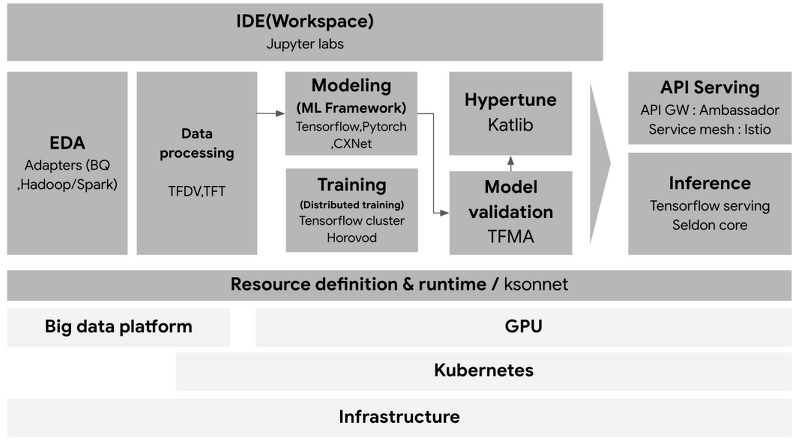 IDE(Workspace)
Jupyter labs
EDA
Adapters (BQ
,Hadoop/Spark)
Data
processing
TFDV,TFT
Modeling
(ML Framework)
Tensorflow,Pytorch
,CXNet
Training
(Distributed training)
Tensorflow cluster
Horovod
Hypertune
Katlib
Model
validation
TFMA
API Serving
API GW : Ambassador
Service mesh : Istio
Inference
Tensorflow serving
Seldon core
Resource definition & runtime / ksonnet
Big data platform
GPU
Kubernetes
Infrastructure